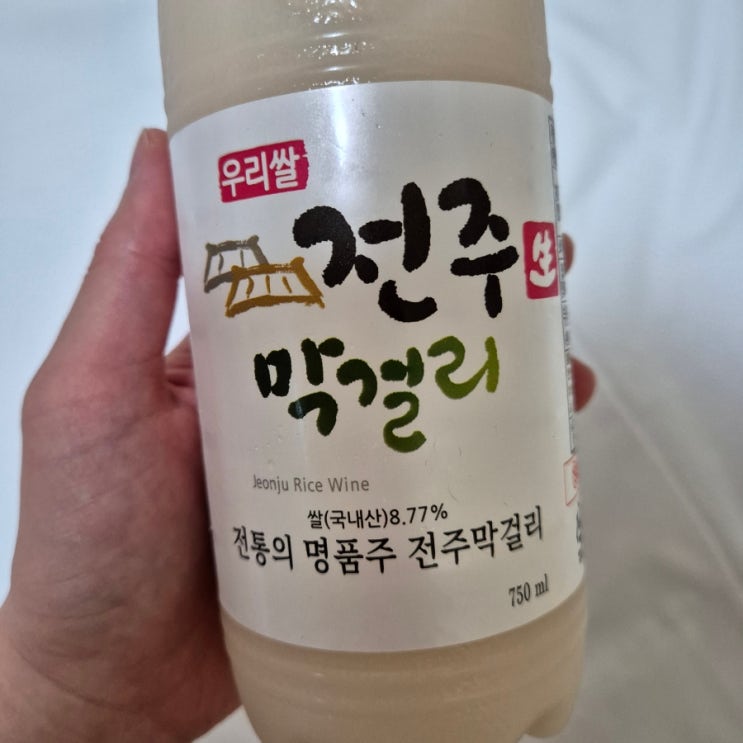 우리쌀
전주 生
막걸리
Jeonju Rice Wine
쌀(국내산)8.77%
전통의 명품주 전주막걸리
750 ml